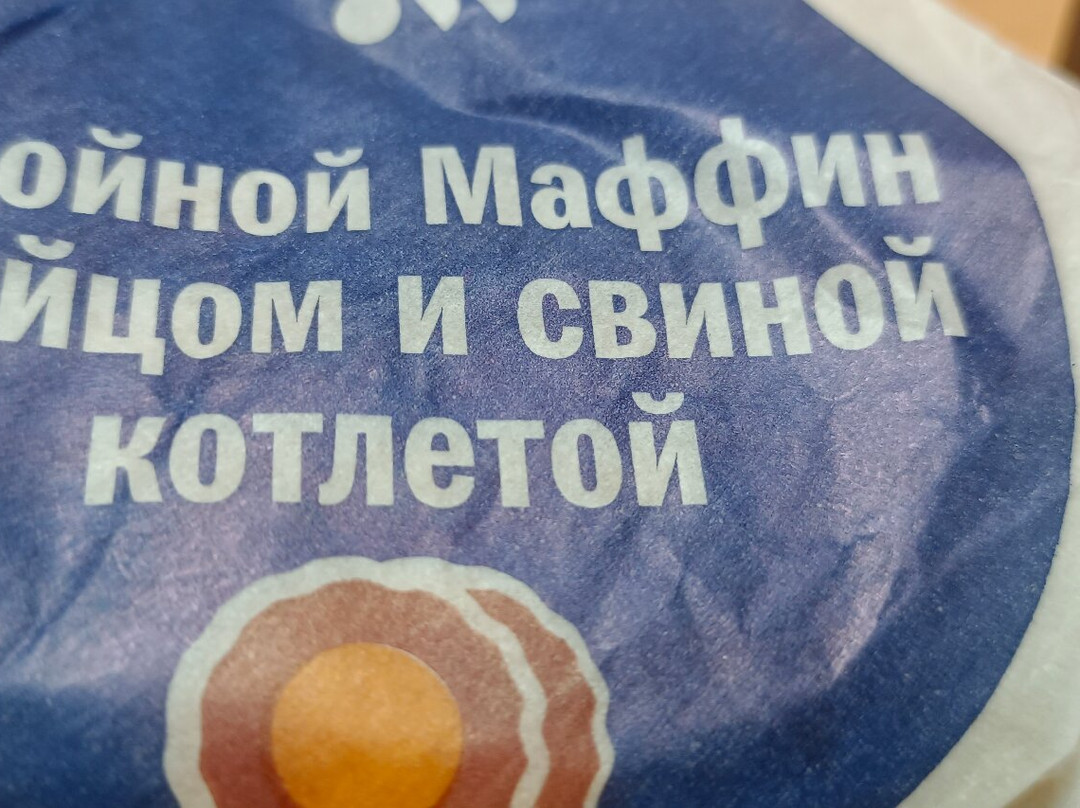 ойной Маффин
йцом и свиной
котлетой